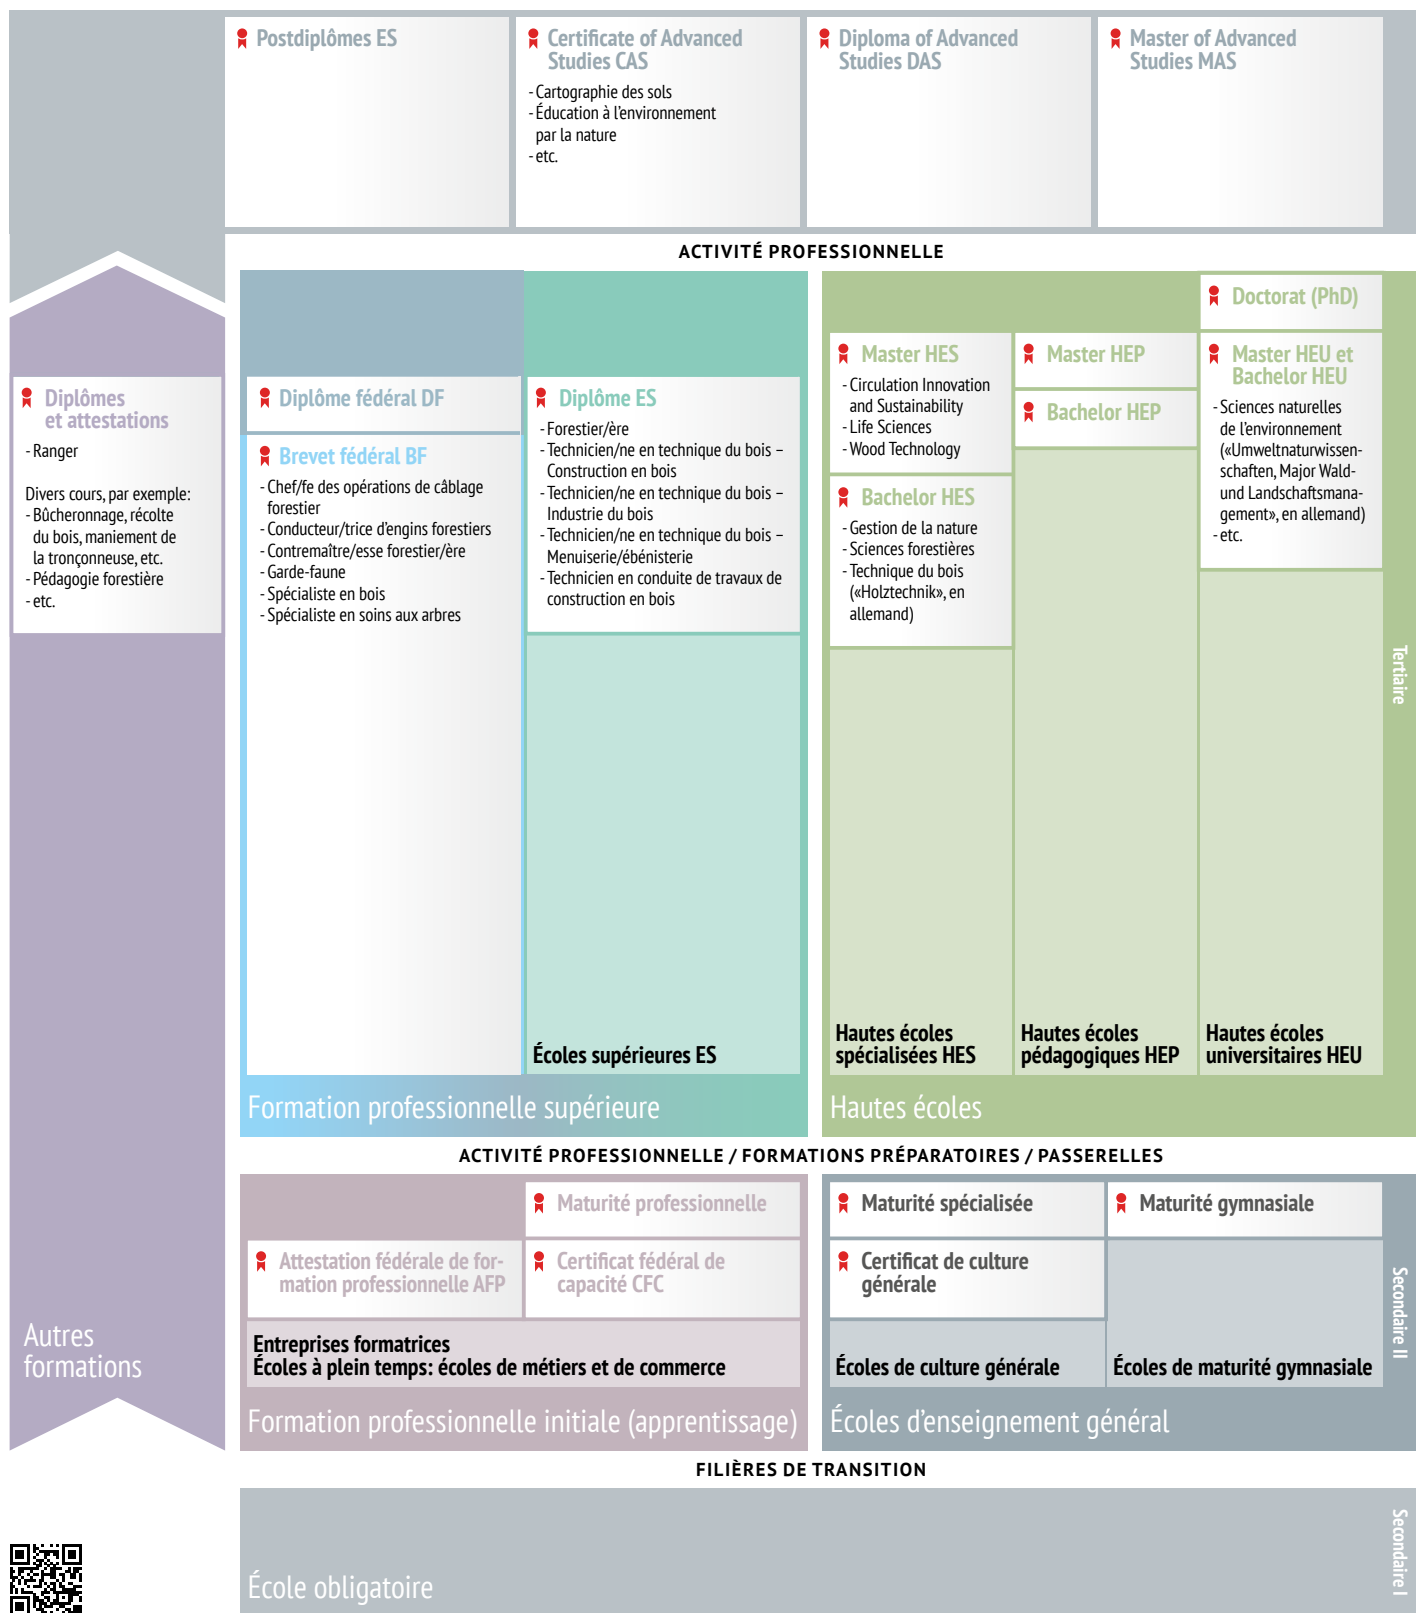 Postdiplômes ES
Certificate of Advanced
Studies CAS
- Cartographie des sols
- Éducation à l'environnement
par la nature
- etc.
Diploma of Advanced
Studies DAS
Master of Advanced
Studies MAS
ACTIVITÉ PROFESSIONNELLE
Diplômes
et attestations
- Ranger
Divers cours, par exemple:
- Bûcheronnage, récolte
du bois, maniement de
la tronçonneuse, etc.
- Pédagogie forestière
- etc.
Autres
formations
Diplôme fédéral DF
Brevet fédéral BF
- Chef/fe des opérations de câblage
forestier
- Conducteur/trice d'engins forestiers
- Contremaître/esse forestier/ère
- Garde-faune
- Spécialiste en bois
- Spécialiste en soins aux arbres
Diplôme ES
- Forestier/ère
- Technicien/ne en technique du bois –
Construction en bois
- Technicien/ne en technique du bois –
Industrie du bois
- Technicien/ne en technique du bois –
Menuiserie/ébénisterie
- Technicien en conduite de travaux de
construction en bois
Écoles supérieures ES
Formation professionnelle supérieure
Master HES
- Circulation Innovation
and Sustainability
- Life Sciences
- Wood Technology
Bachelor HES
- Gestion de la nature
- Sciences forestières
- Technique du bois
(«Holztechnik», en
allemand)
Hautes écoles
spécialisées HES
Master HEP
Bachelor HEP
Hautes écoles
pédagogiques HEP
Doctorat (PhD)
Master HEU et
Bachelor HEU
- Sciences naturelles
de l'environnement
(«Umweltnaturwissen-
schaften, Major Wald-
und Landschaftsmana-
gement», en allemand)
- etc.
Hautes écoles
universitaires HEU
Hautes écoles
Tertiaire
ACTIVITÉ PROFESSIONNELLE / FORMATIONS PRÉPARATOIRES / PASSERELLES
Maturité professionnelle
Attestation fédérale de for-
mation professionnelle AFP
Certificat fédéral de
capacité CFC
Entreprises formatrices
Écoles à plein temps: écoles de métiers et de commerce
Formation professionnelle initiale (apprentissage)
Maturité spécialisée
Certificat de culture
générale
Écoles de culture générale
Maturité gymnasiale
Écoles de maturité gymnasiale
Écoles d'enseignement général
Secondaire II
FILIÈRES DE TRANSITION
École obligatoire
Secondaire I